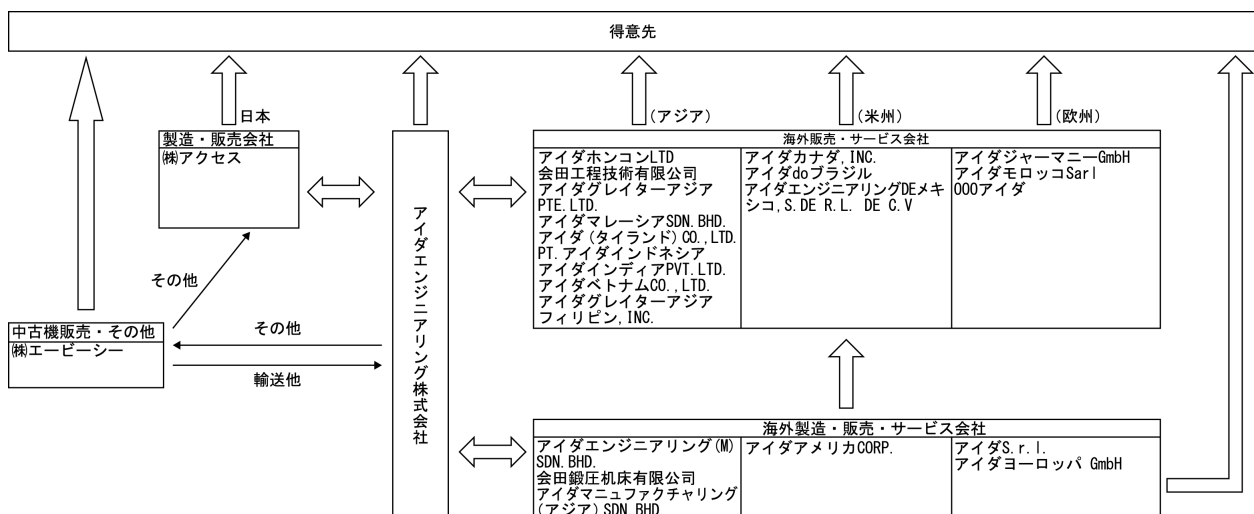 得意先
日本
(アジア)
(米州)
(欧州)
製造・販売会社
㈱アクセス
アイダエンジニアリング株式会社
海外販売・サービス会社
アイダホンコンLTD
会田工程技術有限公司
アイダグレイターアジア
PTE.LTD.
アイダマレーシアSDN.BHD.
アイダ(タイランド)CO.,LTD.
PT.アイダインドネシア
アイダインディアPVT.LTD.
アイダベトナムCO.,LTD.
アイダグレイターアジア
フィリピン,INC.
アイダカナダ,INC.
アイダdoブラジル
アイダエンジニアリングDEメキ
シコ,S.DE R.L. DE C.V
アイダジャーマニーGmbH
アイダモロッコSarl
OOOアイダ
その他
中古機販売・その他
㈱エービーシー
その他
輸送他
海外製造・販売・サービス会社
アイダエンジニアリング(M)
SDN.BHD.
会田鍛圧机床有限公司
アイダマニュファクチャリング
(アジア)SDN.BHD
アイダアメリカCORP.
アイダS.r.l.
アイダヨーロッパ GmbH